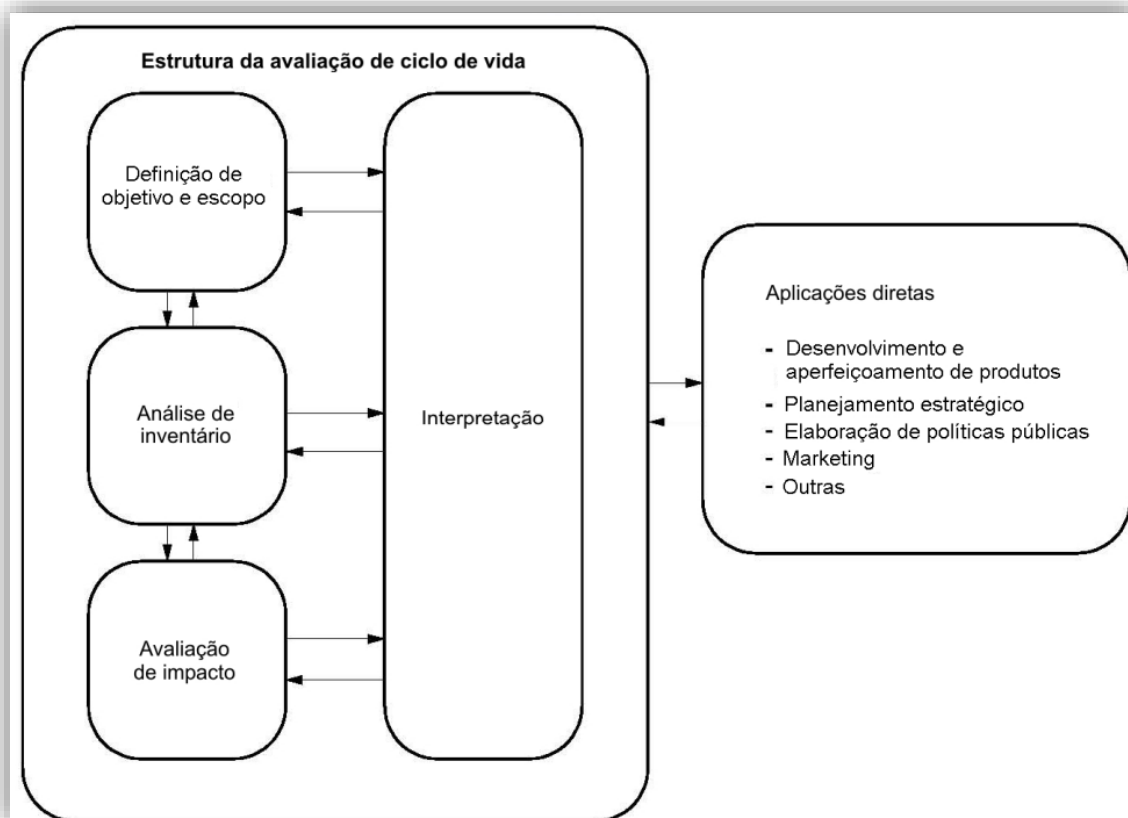 Estrutura da avaliação de ciclo de vida
Definição de
objetivo e escopo
Análise de
inventário
Avaliação
de impacto
Interpretação
Aplicações diretas
- Desenvolvimento e
aperfeiçoamento de produtos
- Planejamento estratégico
- Elaboração de políticas públicas
- Marketing
- Outras